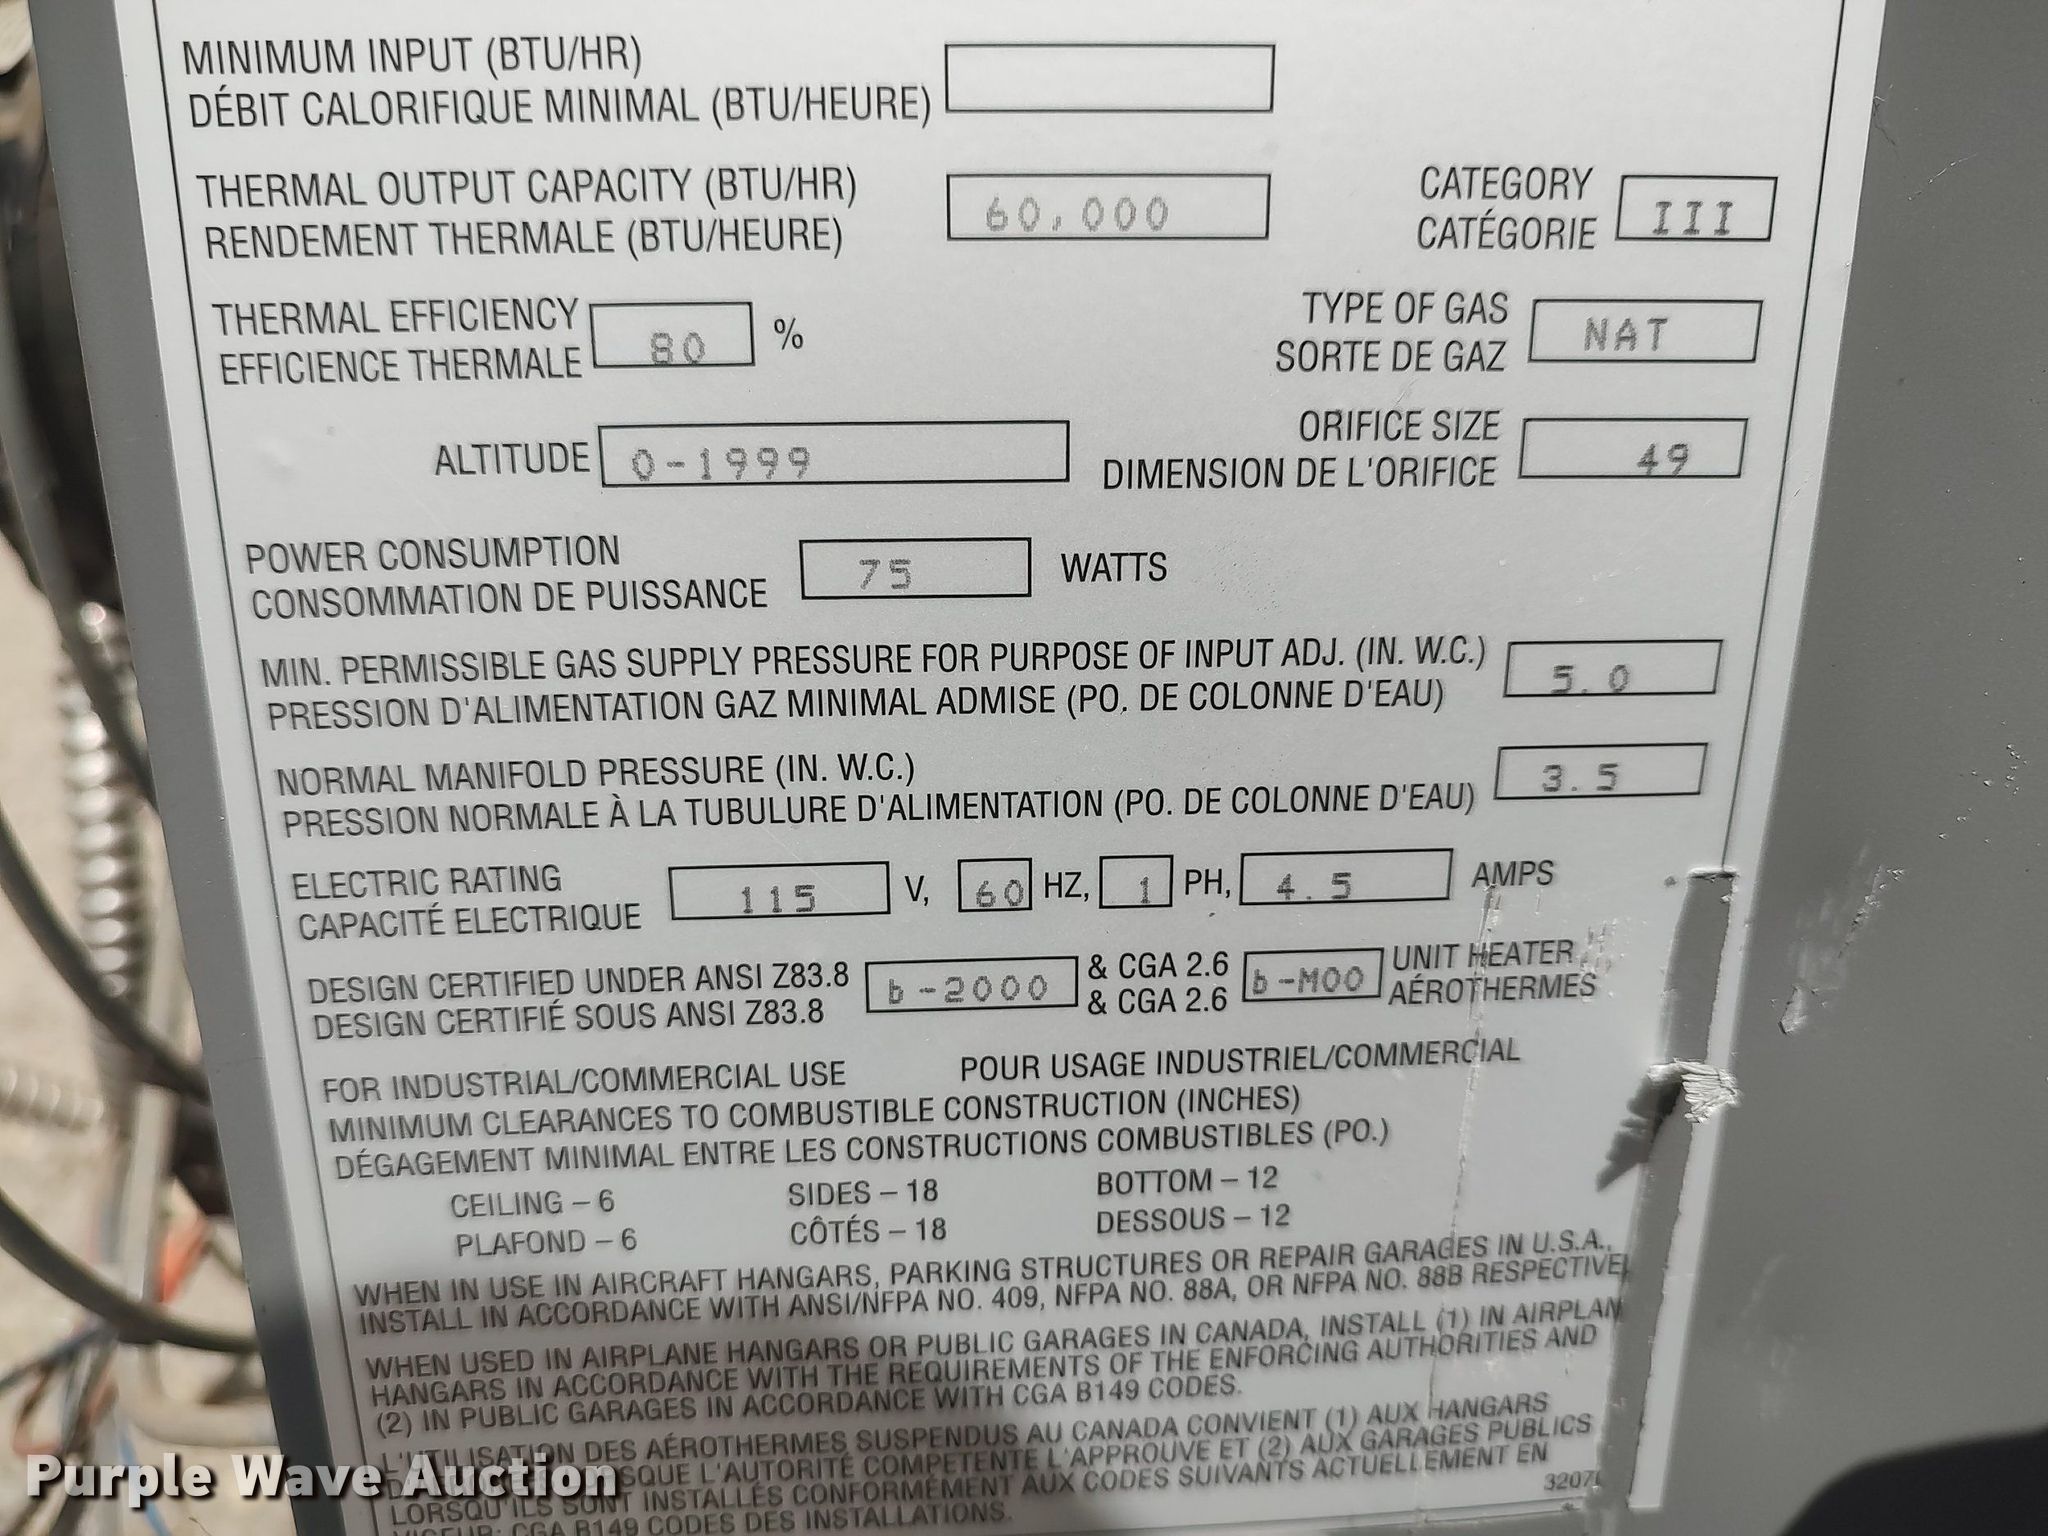 MINIMUM INPUT (BTU/HR)
DÉBIT CALORIFIQUE MINIMAL (BTU/HEURE)
THERMAL OUTPUT CAPACITY (BTU/HR)
RENDEMENT THERMALE (BTU/HEURE)
60,000
CATEGORY
CATÉGORIE
III
THERMAL EFFICIENCY
EFFICIENCE THERMALE
80 %
TYPE OF GAS
SORTE DE GAZ
NAT
ALTITUDE 0-1999
ORIFICE SIZE
DIMENSION DE L'ORIFICE
49
POWER CONSUMPTION
CONSOMMATION DE PUISSANCE
75 WATTS
MIN. PERMISSIBLE GAS SUPPLY PRESSURE FOR PURPOSE OF INPUT ADJ. (IN. W.C.)
PRESSION D'ALIMENTATION GAZ MINIMAL ADMISE (PO. DE COLONNE D'EAU)
5.0
NORMAL MANIFOLD PRESSURE (IN. W.C.)
PRESSION NORMALE À LA TUBULURE D'ALIMENTATION (PO. DE COLONNE D'EAU)
3.5
ELECTRIC RATING
CAPACITÉ ELECTRIQUE
115 V, 60 HZ, 1 PH, 4.5 AMPS
DESIGN CERTIFIED UNDER ANSI Z83.8
DESIGN CERTIFIÉ SOUS ANSI Z83.8
b-2000
& CGA 2.6
& CGA 2.6
b-M00
UNIT HEATER
AÉROTHERMES
FOR INDUSTRIAL/COMMERCIAL USE POUR USAGE INDUSTRIEL/COMMERCIAL
MINIMUM CLEARANCES TO COMBUSTIBLE CONSTRUCTION (INCHES)
DÉGAGEMENT MINIMAL ENTRE LES CONSTRUCTIONS COMBUSTIBLES (PO.)
CEILING – 6 SIDES – 18 BOTTOM – 12
PLAFOND – 6 CÔTÉS – 18 DESSOUS – 12
WHEN IN USE IN AIRCRAFT HANGARS, PARKING STRUCTURES OR REPAIR GARAGES IN U.S.A.,
INSTALL IN ACCORDANCE WITH ANSI/NFPA NO. 409, NFPA NO. 88A, OR NFPA NO. 88B RESPECTIVEL
WHEN USED IN AIRPLANE HANGARS OR PUBLIC GARAGES IN CANADA, INSTALL (1) IN AIRPLAN
HANGARS IN ACCORDANCE WITH THE REQUIREMENTS OF THE ENFORCING AUTHORITIES AND
(2) IN PUBLIC GARAGES IN ACCORDANCE WITH CGA B149 CODES.
L'UTILISATION DES AÉROTHERMES SUSPENDUS AU CANADA CONVIENT (1) AUX HANGARS
QUE L'AUTORITÉ COMPETENTE L'APPROUVE ET (2) AUX GARAGES PUBLICS
LORSQU'ILS SONT INSTALLÉS CONFORMÉMENT AUX CODES SUIVANTS ACTUELLEMENT EN
VIGEUR: CGA B149 CODES DES INSTALLATIONS.
3207
Purple Wave Auction